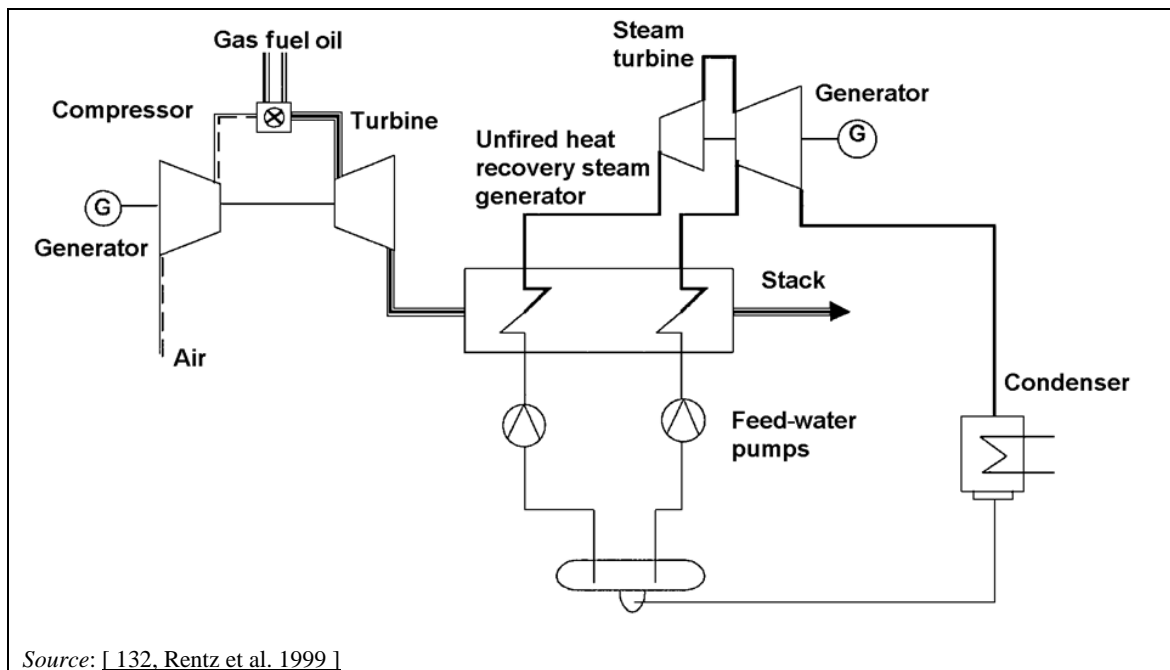 Gas fuel oil
Compressor
Turbine
G
Generator
Air
Steam
turbine
Generator
G
Unfired heat
recovery steam
generator
Stack
Condenser
Feed-water
pumps
Source: [ 132, Rentz et al. 1999 ]